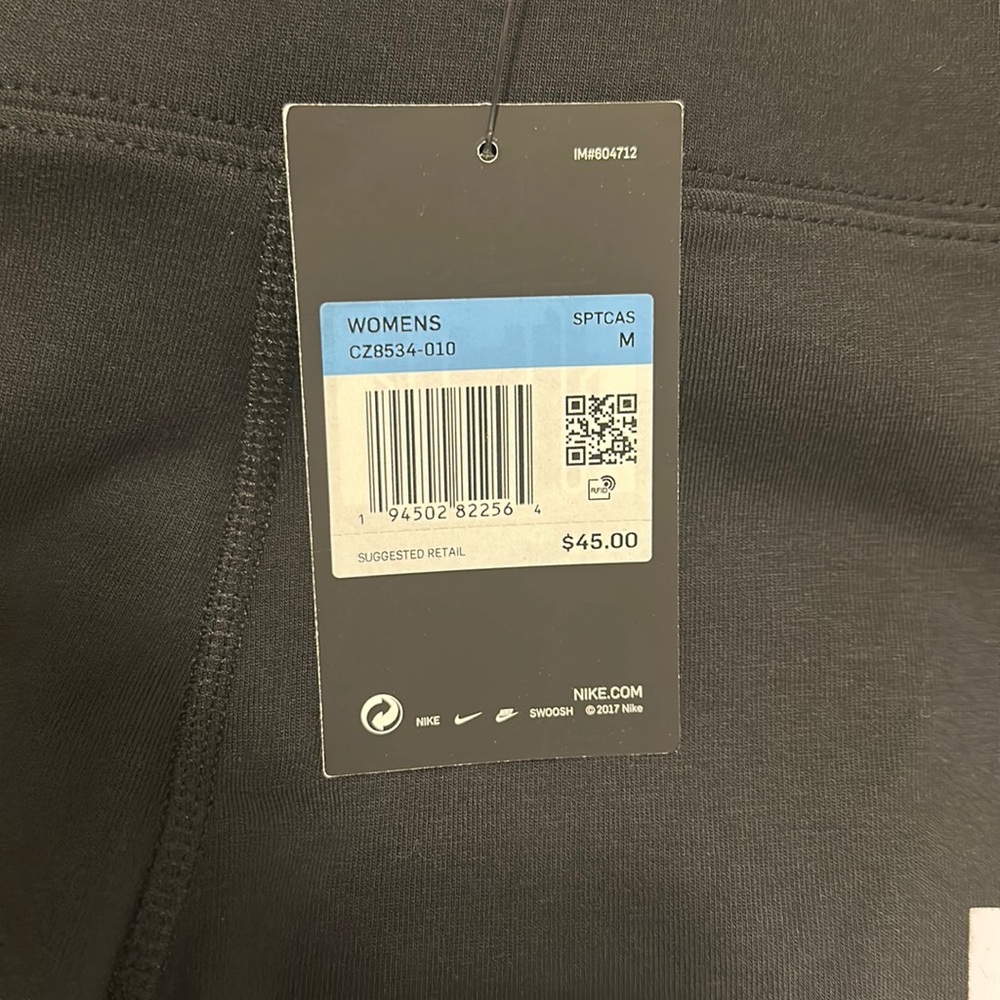 IM#604712
WOMENS
SPTCAS
CZ8534-010
M
RFID
1 94502 82256 4
SUGGESTED RETAIL
$45.00
NIKE.COM
NIKE
SWOOSH
©2017 Nike